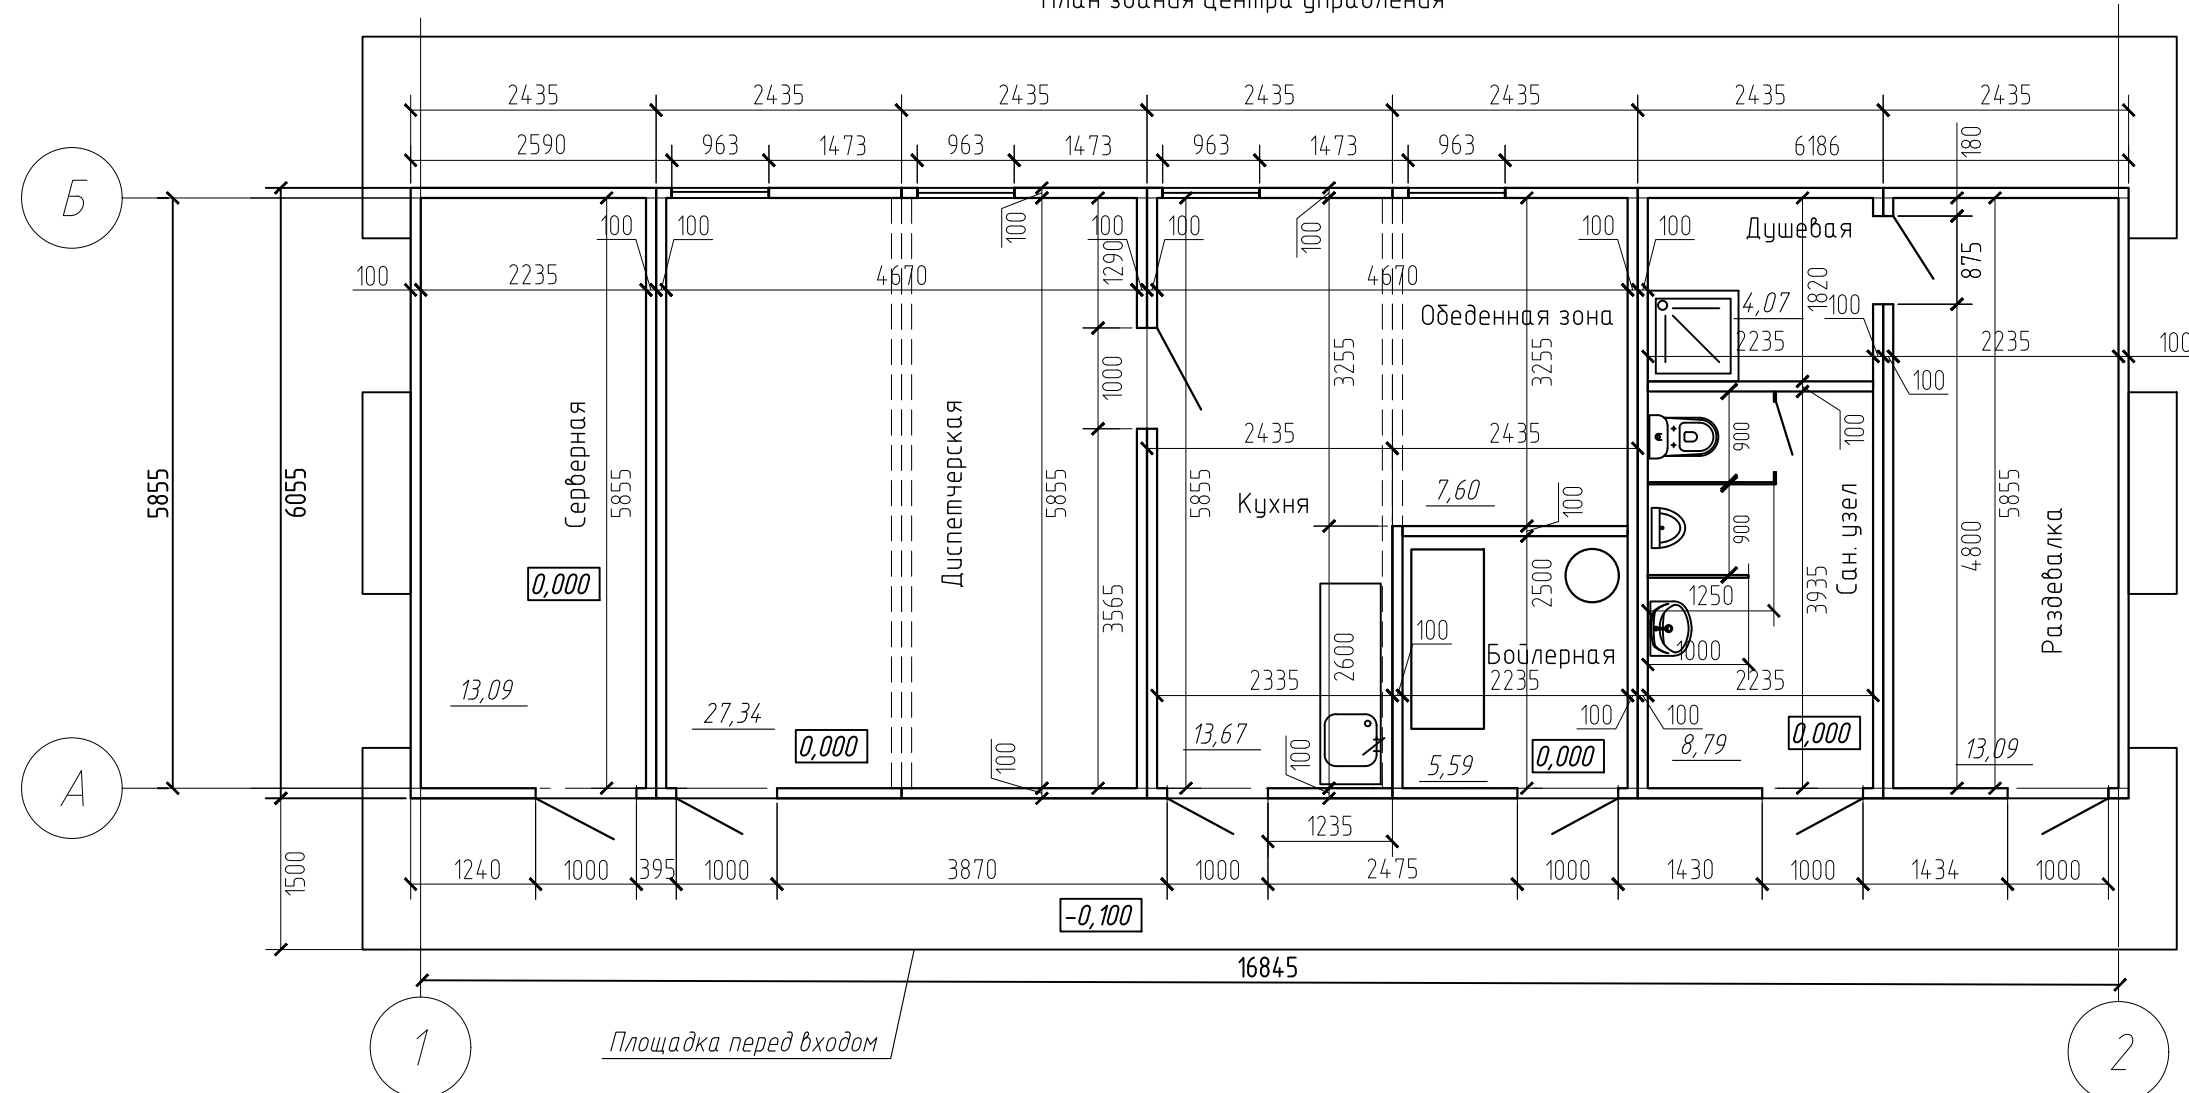 План здания центра управления
2435 2435 2435 2435 2435 2435 2435
2590 963 1473 963 1473 963 1473 963 6186 180
Б
100 100 100 100 100 100 100 100
Душевая
100 2235 4670 1290 4670 1820 875
Обеденная зона 4,07 100
3255 3255 2235 2235 100
1000 100
Серверная Диспетчерская 2435 2435 900 100
5855 6055 5855 5855 5855 Кухня 7,60 100 900 Сан. узел 5855
0,000 3565 2500 1250 3935 4800 Раздевалка
100 1000
2600 Бойлерная
13,09 2335 2235 2235
27,34 100 100
0,000 13,67 0,000 8,79 0,000 13,09
100 100 5,59
А
1235
1500 1240 1000 395 1000 3870 1000 2475 1000 1430 1000 1434 1000
-0,100
16845
Площадка перед входом
1 2